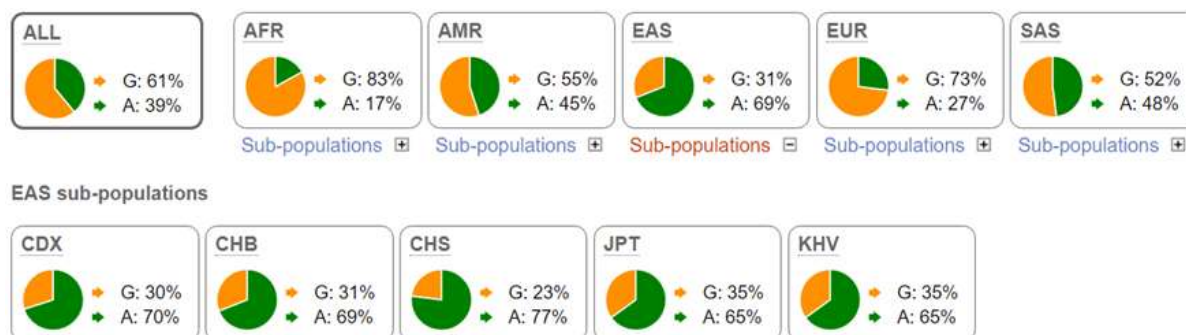 ALL
G: 61%
A: 39%
AFR
G: 83%
A: 17%
Sub-populations
AMR
G: 55%
A: 45%
Sub-populations
EAS
G: 31%
A: 69%
Sub-populations
EUR
G: 73%
A: 27%
Sub-populations
SAS
G: 52%
A: 48%
Sub-populations
EAS sub-populations
CDX
G: 30%
A: 70%
CHB
G: 31%
A: 69%
CHS
G: 23%
A: 77%
JPT
G: 35%
A: 65%
KHV
G: 35%
A: 65%